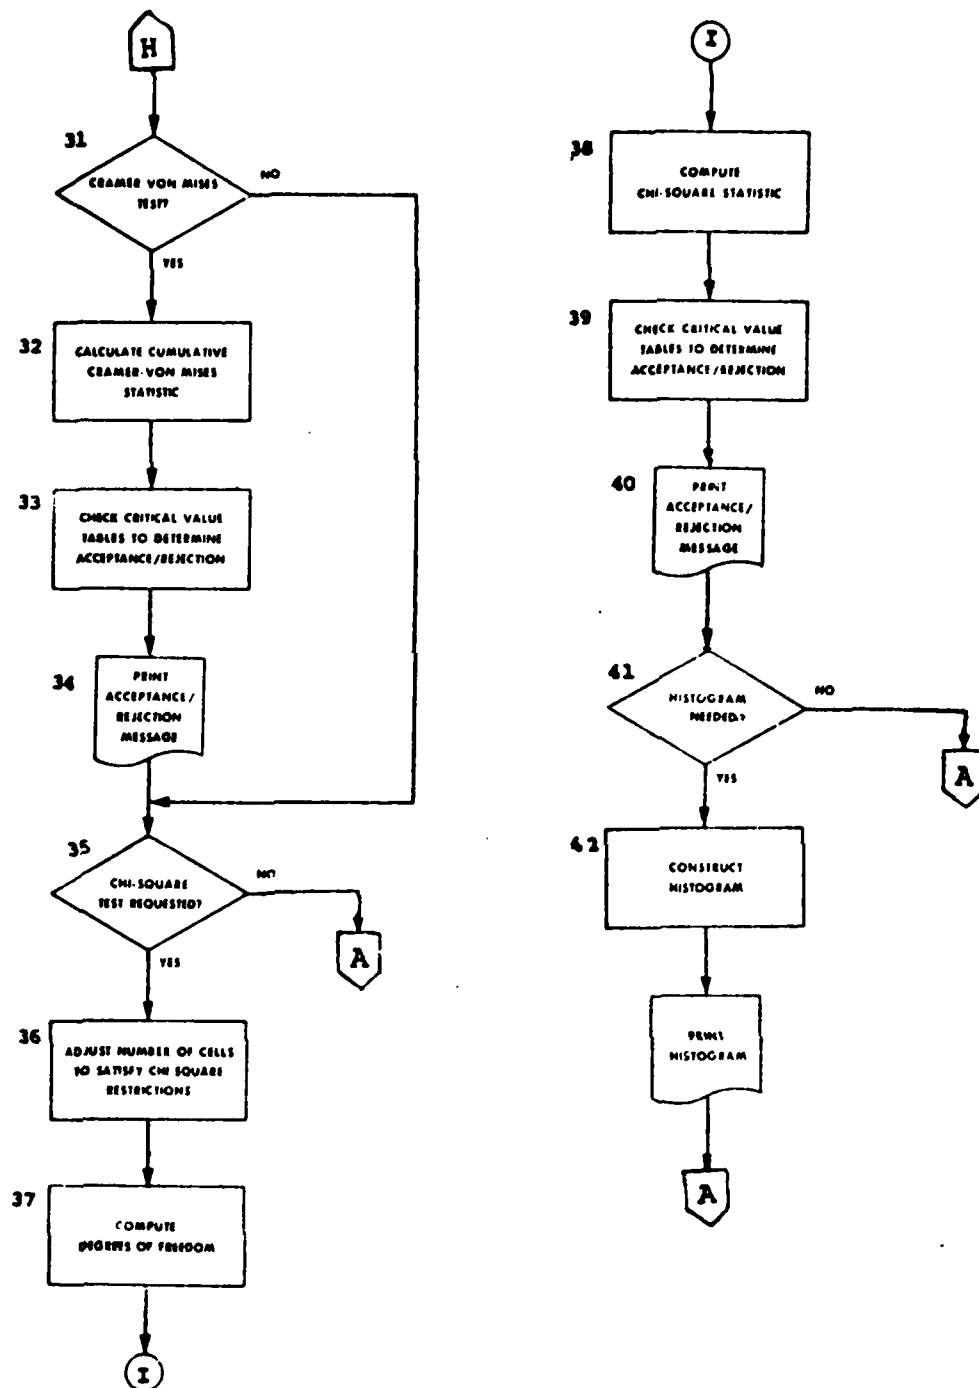 H
31
CRAMER VON MISES
TEST?
NO
YES
32
CALCULATE CUMULATIVE
CRAMER-VON MISES
STATISTIC
33
CHECK CRITICAL VALUE
TABLES TO DETERMINE
ACCEPTANCE/REJECTION
34
PRINT
ACCEPTANCE/
REJECTION
MESSAGE
35
CHI-SQUARE
TEST REQUESTED?
NO
A
YES
36
ADJUST NUMBER OF CELLS
TO SATISFY CHI SQUARE
RESTRICTIONS
37
COMPUTE
DEGREES OF FREEDOM
I
I
38
COMPUTE
CHI-SQUARE STATISTIC
39
CHECK CRITICAL VALUE
TABLES TO DETERMINE
ACCEPTANCE/REJECTION
40
PRINT
ACCEPTANCE/
REJECTION
MESSAGE
41
HISTOGRAM
NEEDED?
NO
A
YES
42
CONSTRUCT
HISTOGRAM
PRINT
HISTOGRAM
A